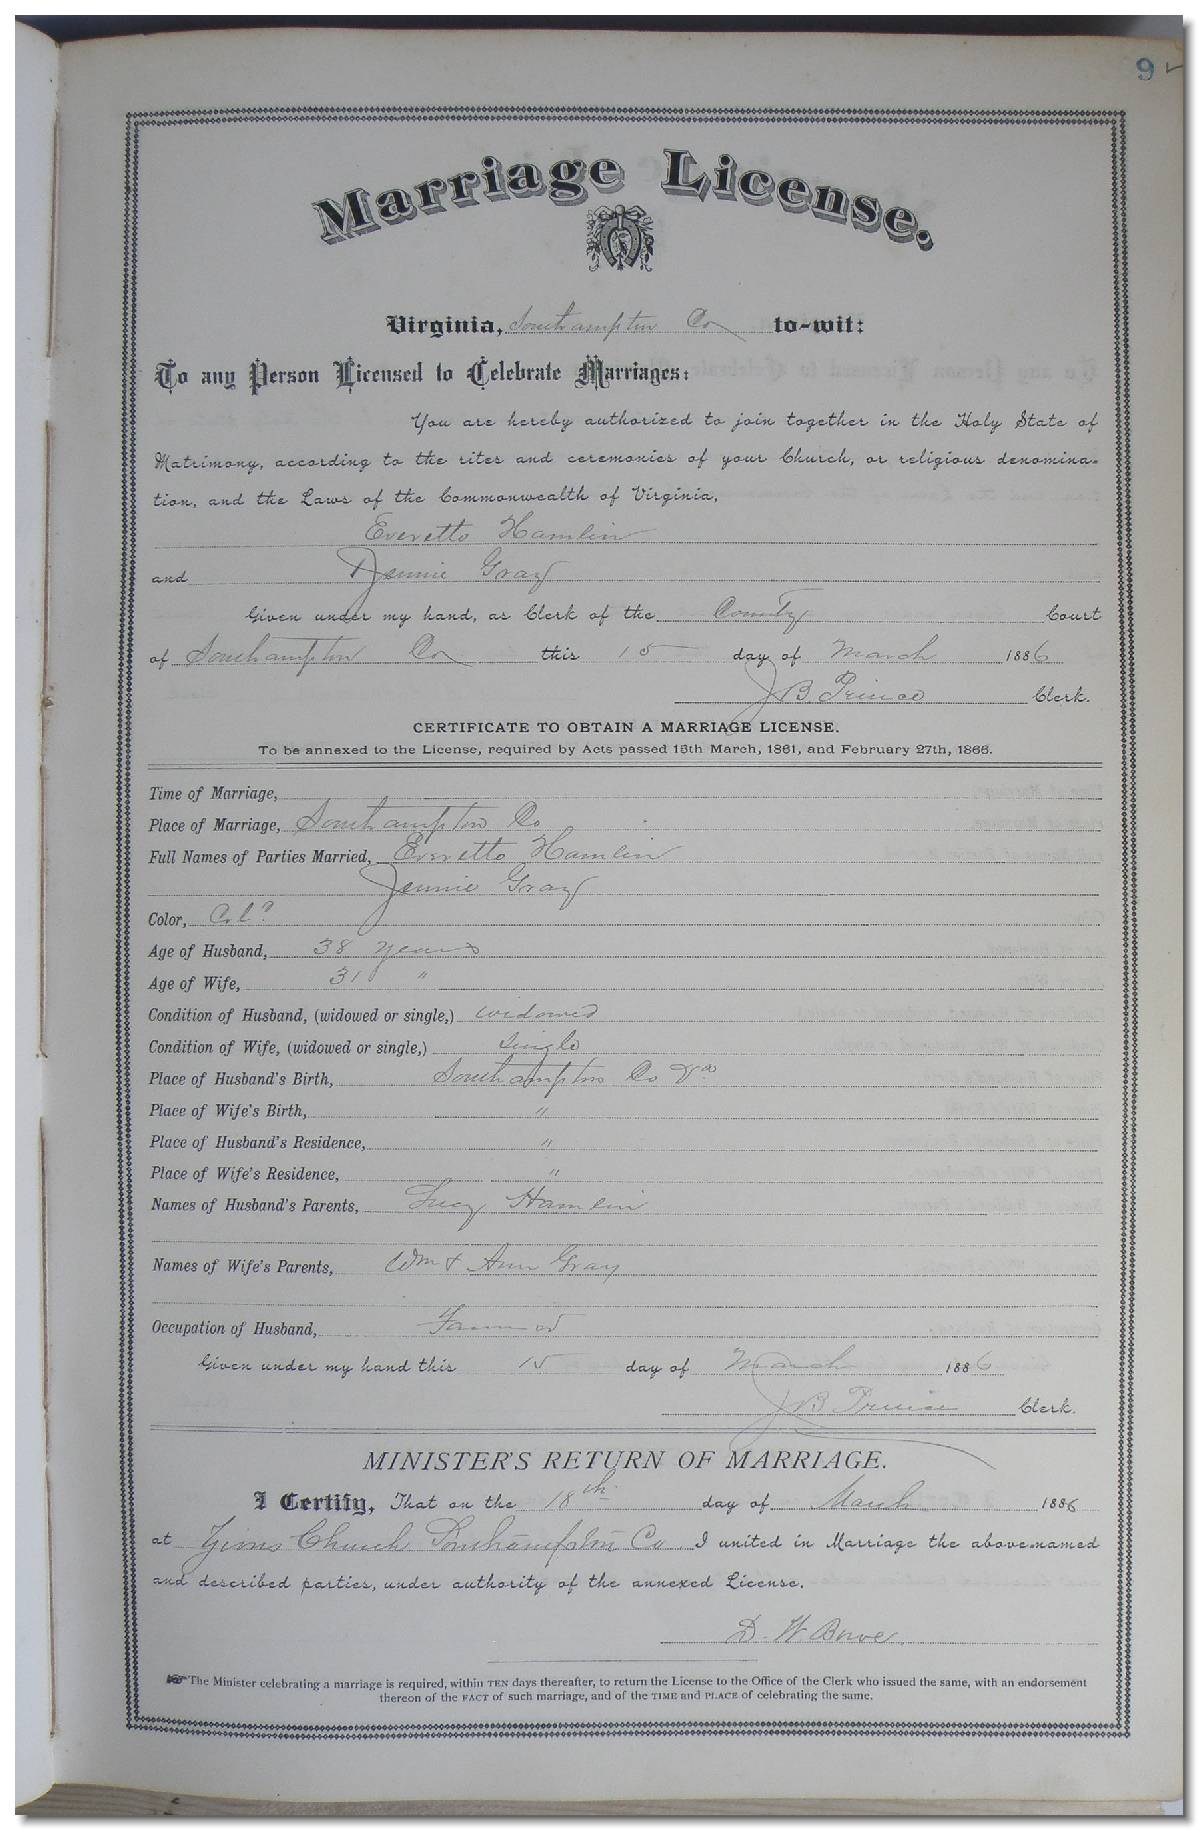 9 ✓
Marriage License.
Virginia, Southampton Co to-wit:
To any Person Licensed to Celebrate Marriages:
You are hereby authorized to join together in the Holy State of
Matrimony, according to the rites and ceremonies of your Church, or religious denomina-
tion, and the Laws of the Commonwealth of Virginia,
Everetto Hamlin
and Jennie Gray
Given under my hand, as Clerk of the County Court
of Southampton Co this 15 day of March 1886
J B Prince Clerk.
CERTIFICATE TO OBTAIN A MARRIAGE LICENSE.
To be annexed to the License, required by Acts passed 16th March, 1861, and February 27th, 1866.
Time of Marriage,
Place of Marriage, Southampton Co
Full Names of Parties Married, Everetto Hamlin
Jennie Gray
Color, Cold
Age of Husband, 38 years
Age of Wife, 31 "
Condition of Husband, (widowed or single,) widowed
Condition of Wife, (widowed or single,) single
Place of Husband's Birth, Southampton Co Va
Place of Wife's Birth, "
Place of Husband's Residence, "
Place of Wife's Residence, "
Names of Husband's Parents, Lucy Hamlin
Names of Wife's Parents, Wm & Ann Gray
Occupation of Husband, Farmer
Given under my hand this 15 day of March 1886
J B Prince Clerk.
MINISTER'S RETURN OF MARRIAGE.
I Certify, That on the 18th day of March 1886
at Church Southampton Co I united in Marriage the above-named
and described parties, under authority of the annexed License.
D. W.
The Minister celebrating a marriage is required, within TEN days thereafter, to return the License to the Office of the Clerk who issued the same, with an endorsement
thereon of the FACT of such marriage, and of the TIME and PLACE of celebrating the same.